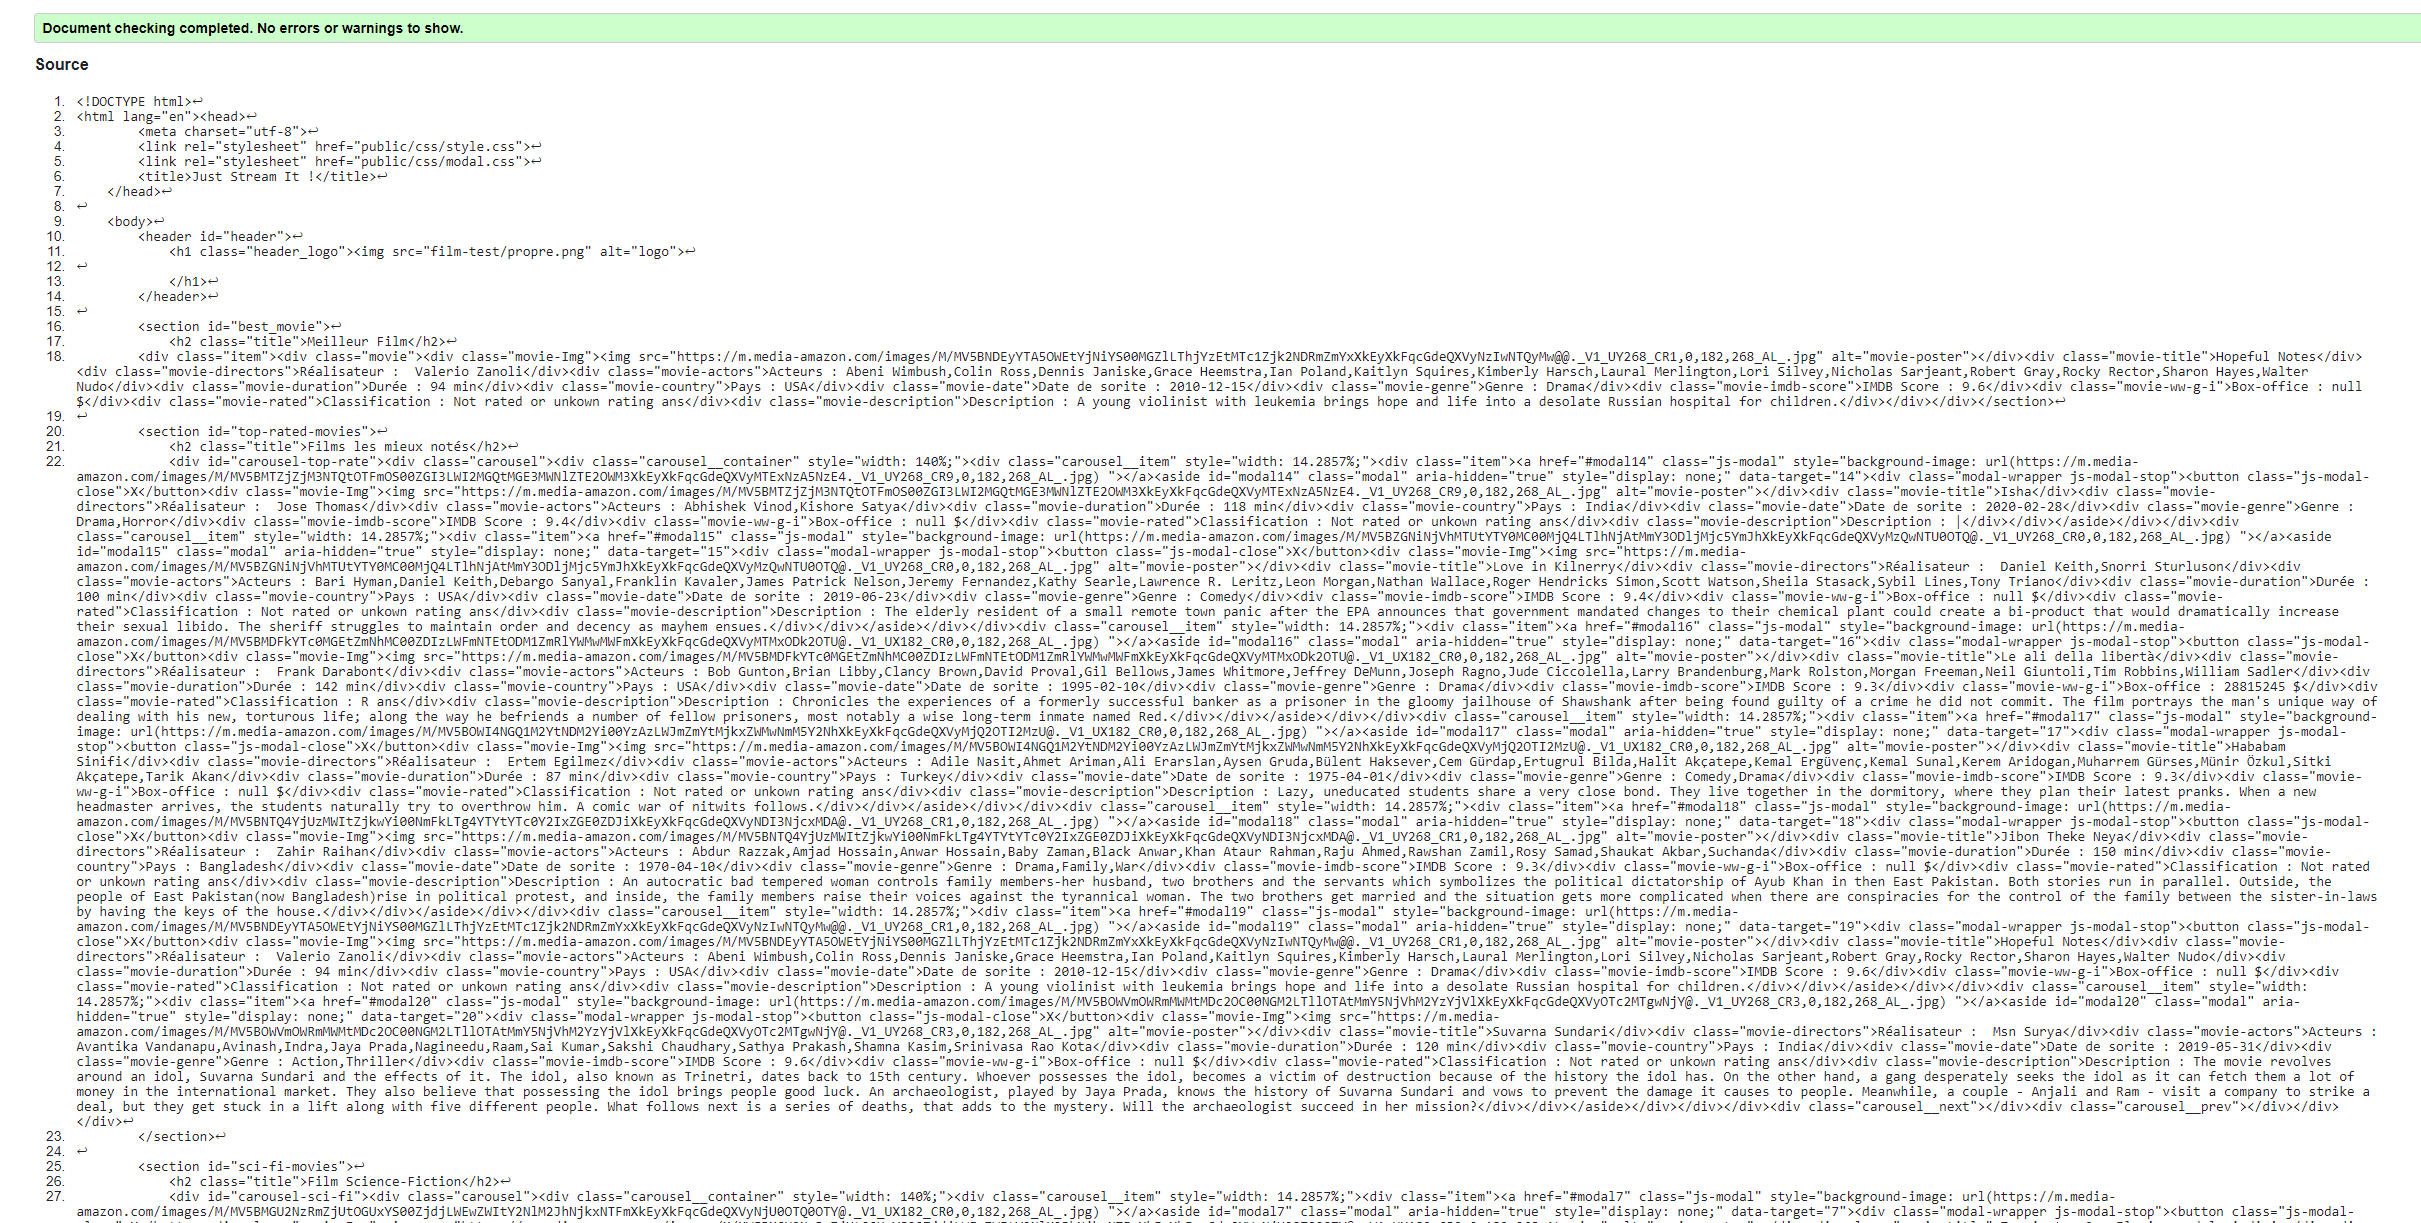 Document checking completed. No errors or warnings to show.
Source
1. <!DOCTYPE html>↩
2. <html lang="en"><head>↩
3. <meta charset="utf-8">↩
4. <link rel="stylesheet" href="public/css/style.css">↩
5. <link rel="stylesheet" href="public/css/modal.css">↩
6. <title>Just Stream It !</title>↩
7. </head>↩
8. ↩
9. <body>↩
10. <header id="header">↩
11. <h1 class="header_logo"><img src="film-test/propre.png" alt="logo">↩
12. ↩
13. </h1>↩
14. </header>↩
15. ↩
16. <section id="best_movie">↩
17. <h2 class="title">Meilleur Film</h2>↩
18. <div class="item"><div class="movie"><div class="movie-Img"><img src="https://m.media-amazon.com/images/M/ alt="movie-poster"></div><div class="movie-title">Hopeful Notes</div>
<div class="movie-directors">Réalisateur :  Valerio Zanoli</div><div class="movie-actors">Acteurs : Abeni Wimbush,Colin Ross,Dennis Janiske,Grace Heemstra,Ian Poland,Kaitlyn Squires,Kimberly Harsch,Laural Merlington,Lori Silvey,Nicholas Sarjeant,Robert Gray,Rocky Rector,Sharon Hayes,Walter
Nudo</div><div class="movie-duration">Durée : 94 min</div><div class="movie-country">Pays : USA</div><div class="movie-date">Date de sorite : 2010-12-15</div><div class="movie-genre">Genre : Drama</div><div class="movie-imdb-score">IMDB Score : 9.6</div><div class="movie-ww-g-i">Box-office : null
$</div><div class="movie-rated">Classification : Not rated or unkown rating ans</div><div class="movie-description">Description : A young violinist with leukemia brings hope and life into a desolate Russian hospital for children.</div></div></div></section>↩
19. ↩
20. <section id="top-rated-movies">↩
21. <h2 class="title">Films les mieux notés</h2>↩
22. <div id="carousel-top-rate"><div class="carousel"><div class="carousel__container" style="width: 140%;"><div class="carousel__item" style="width: 14.2857%;"><div class="item"><a href="#modal14" class="js-modal" style="background-image: url(https://m.media-
amazon.com/images/M/ "></a><aside id="modal14" class="modal" aria-hidden="true" style="display: none;" data-target="14"><div class="modal-wrapper js-modal-stop"><button class="js-modal-
close">X</button><div class="movie-Img"><img src="https://m.media-amazon.com/images/M/ alt="movie-poster"></div><div class="movie-title">Isha</div><div class="movie-
directors">Réalisateur :  Jose Thomas</div><div class="movie-actors">Acteurs : Abhishek Vinod,Kishore Satya</div><div class="movie-duration">Durée : 118 min</div><div class="movie-country">Pays : India</div><div class="movie-date">Date de sorite : 2020-02-28</div><div class="movie-genre">Genre :
Drama,Horror</div><div class="movie-imdb-score">IMDB Score : 9.4</div><div class="movie-ww-g-i">Box-office : null $</div><div class="movie-rated">Classification : Not rated or unkown rating ans</div><div class="movie-description">Description : |</div></div></aside></div></div><div
class="carousel__item" style="width: 14.2857%;"><div class="item"><a href="#modal15" class="js-modal" style="background-image: url(https://m.media-amazon.com/images/M/ "></a><aside
id="modal15" class="modal" aria-hidden="true" style="display: none;" data-target="15"><div class="modal-wrapper js-modal-stop"><button class="js-modal-close">X</button><div class="movie-Img"><img src="https://m.media-
amazon.com/images/M/ alt="movie-poster"></div><div class="movie-title">Love in Kilnerry</div><div class="movie-directors">Réalisateur :  Daniel Keith,Snorri Sturluson</div><div
class="movie-actors">Acteurs : Bari Hyman,Daniel Keith,Debargo Sanyal,Franklin Kavaler,James Patrick Nelson,Jeremy Fernandez,Kathy Searle,Lawrence R. Leritz,Leon Morgan,Nathan Wallace,Roger Hendricks Simon,Scott Watson,Sheila Stasack,Sybil Lines,Tony Triano</div><div class="movie-duration">Durée :
100 min</div><div class="movie-country">Pays : USA</div><div class="movie-date">Date de sorite : 2019-06-23</div><div class="movie-genre">Genre : Comedy</div><div class="movie-imdb-score">IMDB Score : 9.4</div><div class="movie-ww-g-i">Box-office : null $</div><div class="movie-
rated">Classification : Not rated or unkown rating ans</div><div class="movie-description">Description : The elderly resident of a small remote town panic after the EPA announces that government mandated changes to their chemical plant could create a bi-product that would dramatically increase
their sexual libido. The sheriff struggles to maintain order and decency as mayhem ensues.</div></div></aside></div></div><div class="carousel__item" style="width: 14.2857%;"><div class="item"><a href="#modal16" class="js-modal" style="background-image: url(https://m.media-
amazon.com/images/M/ "></a><aside id="modal16" class="modal" aria-hidden="true" style="display: none;" data-target="16"><div class="modal-wrapper js-modal-stop"><button class="js-modal-
close">X</button><div class="movie-Img"><img src="https://m.media-amazon.com/images/M/ alt="movie-poster"></div><div class="movie-title">Le ali della libertà</div><div class="movie-
directors">Réalisateur :  Frank Darabont</div><div class="movie-actors">Acteurs : Bob Gunton,Brian Libby,Clancy Brown,David Proval,Gil Bellows,James Whitmore,Jeffrey DeMunn,Joseph Ragno,Jude Ciccolella,Larry Brandenburg,Mark Rolston,Morgan Freeman,Neil Giuntoli,Tim Robbins,William Sadler</div><div
class="movie-duration">Durée : 142 min</div><div class="movie-country">Pays : USA</div><div class="movie-date">Date de sorite : 1995-02-10</div><div class="movie-genre">Genre : Drama</div><div class="movie-imdb-score">IMDB Score : 9.3</div><div class="movie-ww-g-i">Box-office : 28815245 $</div><div
class="movie-rated">Classification : R ans</div><div class="movie-description">Description : Chronicles the experiences of a formerly successful banker as a prisoner in the gloomy jailhouse of Shawshank after being found guilty of a crime he did not commit. The film portrays the man's unique way of
dealing with his new, torturous life; along the way he befriends a number of fellow prisoners, most notably a wise long-term inmate named Red.</div></div></aside></div></div><div class="carousel__item" style="width: 14.2857%;"><div class="item"><a href="#modal17" class="js-modal" style="background-
image: url(https://m.media-amazon.com/images/M/ "></a><aside id="modal17" class="modal" aria-hidden="true" style="display: none;" data-target="17"><div class="modal-wrapper js-modal-
stop"><button class="js-modal-close">X</button><div class="movie-Img"><img src="https://m.media-amazon.com/images/M/ alt="movie-poster"></div><div class="movie-title">Hababam
Sinifi</div><div class="movie-directors">Réalisateur :  Ertem Egilmez</div><div class="movie-actors">Acteurs : Adile Nasit,Ahmet Ariman,Ali Erarslan,Aysen Gruda,Bülent Haksever,Cem Gürdap,Ertugrul Bilda,Halit Akçatepe,Kemal Ergüvenç,Kemal Sunal,Kerem Aridogan,Muharrem Gürses,Münir Özkul,Sitki
Akçatepe,Tarik Akan</div><div class="movie-duration">Durée : 87 min</div><div class="movie-country">Pays : Turkey</div><div class="movie-date">Date de sorite : 1975-04-01</div><div class="movie-genre">Genre : Comedy,Drama</div><div class="movie-imdb-score">IMDB Score : 9.3</div><div class="movie-
ww-g-i">Box-office : null $</div><div class="movie-rated">Classification : Not rated or unkown rating ans</div><div class="movie-description">Description : Lazy, uneducated students share a very close bond. They live together in the dormitory, where they plan their latest pranks. When a new
headmaster arrives, the students naturally try to overthrow him. A comic war of nitwits follows.</div></div></aside></div></div><div class="carousel__item" style="width: 14.2857%;"><div class="item"><a href="#modal18" class="js-modal" style="background-image: url(https://m.media-
amazon.com/images/M/ "></a><aside id="modal18" class="modal" aria-hidden="true" style="display: none;" data-target="18"><div class="modal-wrapper js-modal-stop"><button class="js-modal-
close">X</button><div class="movie-Img"><img src="https://m.media-amazon.com/images/M/ alt="movie-poster"></div><div class="movie-title">Jibon Theke Neya</div><div class="movie-
directors">Réalisateur :  Zahir Raihan</div><div class="movie-actors">Acteurs : Abdur Razzak,Amjad Hossain,Anwar Hossain,Baby Zaman,Black Anwar,Khan Ataur Rahman,Raju Ahmed,Rawshan Zamil,Rosy Samad,Shaukat Akbar,Suchanda</div><div class="movie-duration">Durée : 150 min</div><div class="movie-
country">Pays : Bangladesh</div><div class="movie-date">Date de sorite : 1970-04-10</div><div class="movie-genre">Genre : Drama,Family,War</div><div class="movie-imdb-score">IMDB Score : 9.3</div><div class="movie-ww-g-i">Box-office : null $</div><div class="movie-rated">Classification : Not rated
or unkown rating ans</div><div class="movie-description">Description : An autocratic bad tempered woman controls family members-her husband, two brothers and the servants which symbolizes the political dictatorship of Ayub Khan in then East Pakistan. Both stories run in parallel. Outside, the
people of East Pakistan(now Bangladesh)rise in political protest, and inside, the family members raise their voices against the tyrannical woman. The two brothers get married and the situation gets more complicated when there are conspiracies for the control of the family between the sister-in-laws
by having the keys of the house.</div></div></aside></div></div><div class="carousel__item" style="width: 14.2857%;"><div class="item"><a href="#modal19" class="js-modal" style="background-image: url(https://m.media-
amazon.com/images/M/ "></a><aside id="modal19" class="modal" aria-hidden="true" style="display: none;" data-target="19"><div class="modal-wrapper js-modal-stop"><button class="js-modal-
close">X</button><div class="movie-Img"><img src="https://m.media-amazon.com/images/M/ alt="movie-poster"></div><div class="movie-title">Hopeful Notes</div><div class="movie-
directors">Réalisateur :  Valerio Zanoli</div><div class="movie-actors">Acteurs : Abeni Wimbush,Colin Ross,Dennis Janiske,Grace Heemstra,Ian Poland,Kaitlyn Squires,Kimberly Harsch,Laural Merlington,Lori Silvey,Nicholas Sarjeant,Robert Gray,Rocky Rector,Sharon Hayes,Walter Nudo</div><div
class="movie-duration">Durée : 94 min</div><div class="movie-country">Pays : USA</div><div class="movie-date">Date de sorite : 2010-12-15</div><div class="movie-genre">Genre : Drama</div><div class="movie-imdb-score">IMDB Score : 9.6</div><div class="movie-ww-g-i">Box-office : null $</div><div
class="movie-rated">Classification : Not rated or unkown rating ans</div><div class="movie-description">Description : A young violinist with leukemia brings hope and life into a desolate Russian hospital for children.</div></div></aside></div></div><div class="carousel__item" style="width:
14.2857%;"><div class="item"><a href="#modal20" class="js-modal" style="background-image: url(https://m.media-amazon.com/images/M/ "></a><aside id="modal20" class="modal" aria-
hidden="true" style="display: none;" data-target="20"><div class="modal-wrapper js-modal-stop"><button class="js-modal-close">X</button><div class="movie-Img"><img src="https://m.media-
amazon.com/images/M/ alt="movie-poster"></div><div class="movie-title">Suvarna Sundari</div><div class="movie-directors">Réalisateur :  Msn Surya</div><div class="movie-actors">Acteurs :
Avantika Vandanapu,Avinash,Indra,Jaya Prada,Nagineedu,Raam,Sai Kumar,Sakshi Chaudhary,Sathya Prakash,Shamna Kasim,Srinivasa Rao Kota</div><div class="movie-duration">Durée : 120 min</div><div class="movie-country">Pays : India</div><div class="movie-date">Date de sorite : 2019-05-31</div><div
class="movie-genre">Genre : Action,Thriller</div><div class="movie-imdb-score">IMDB Score : 9.6</div><div class="movie-ww-g-i">Box-office : null $</div><div class="movie-rated">Classification : Not rated or unkown rating ans</div><div class="movie-description">Description : The movie revolves
around an idol, Suvarna Sundari and the effects of it. The idol, also known as Trinetri, dates back to 15th century. Whoever possesses the idol, becomes a victim of destruction because of the history the idol has. On the other hand, a gang desperately seeks the idol as it can fetch them a lot of
money in the international market. They also believe that possessing the idol brings people good luck. An archaeologist, played by Jaya Prada, knows the history of Suvarna Sundari and vows to prevent the damage it causes to people. Meanwhile, a couple - Anjali and Ram - visit a company to strike a
deal, but they get stuck in a lift along with five different people. What follows next is a series of deaths, that adds to the mystery. Will the archaeologist succeed in her mission?</div></div></aside></div></div></div><div class="carousel__next"></div><div class="carousel__prev"></div></div>
</div>↩
23. </section>↩
24. ↩
25. <section id="sci-fi-movies">↩
26. <h2 class="title">Film Science-Fiction</h2>↩
27. <div id="carousel-sci-fi"><div class="carousel"><div class="carousel__container" style="width: 140%;"><div class="carousel__item" style="width: 14.2857%;"><div class="item"><a href="#modal7" class="js-modal" style="background-image: url(https://m.media-
amazon.com/images/M/ "></a><aside id="modal7" class="modal" aria-hidden="true" style="display: none;" data-target="7"><div class="modal-wrapper js-modal-stop"><button class="js-modal-